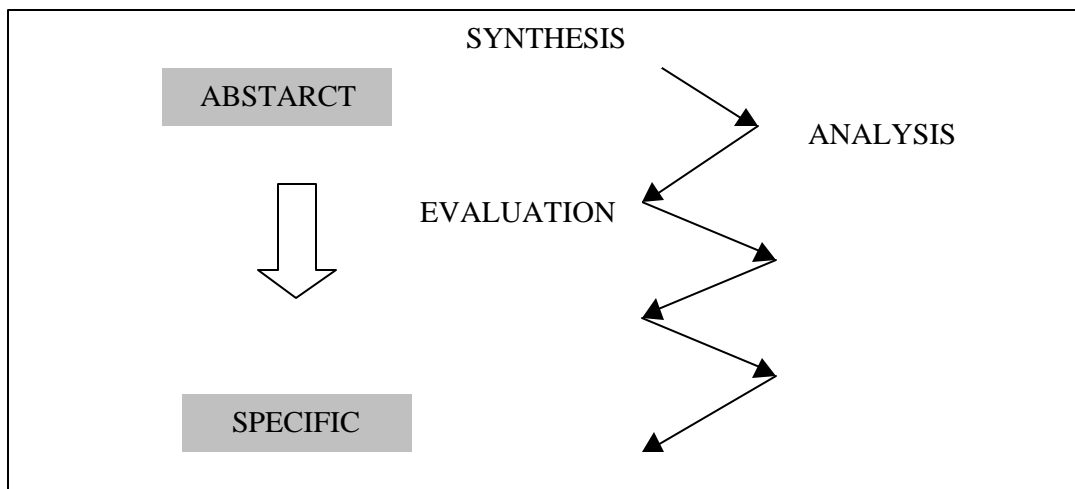 SYNTHESIS
ABSTARCT
ANALYSIS
EVALUATION
SPECIFIC